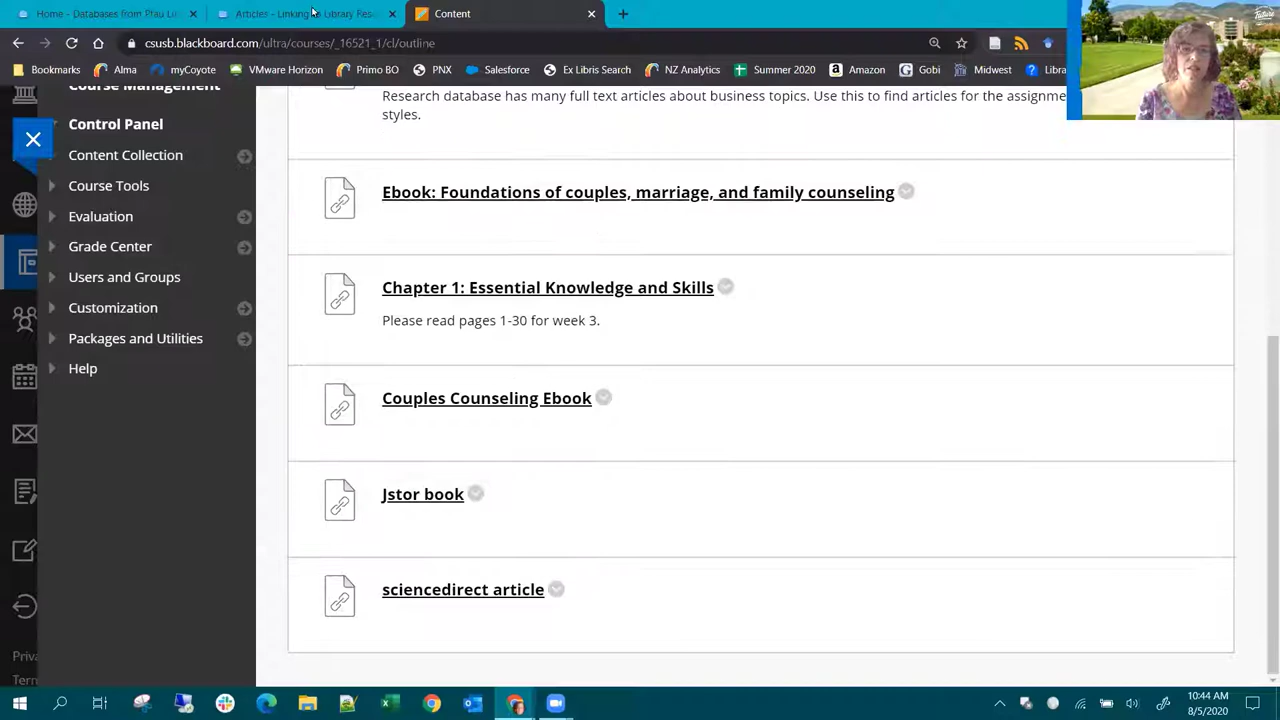 Home - Databases from Pfau Li
Articles - Linking to Library Res
Content
csusb.blackboard.com/ultra/courses/_16521_1/cl/outline
Bookmarks
Alma
myCoyote
VMware Horizon
Primo BO
PNX
Salesforce
Ex Libris Search
NZ Analytics
Summer 2020
Amazon
Gobi
Midwest
Libra
Course Management
Control Panel
Content Collection
Course Tools
Evaluation
Grade Center
Users and Groups
Customization
Packages and Utilities
Help
Priva
Term
Research database has many full text articles about business topics. Use this to find articles for the assignme
styles.
Ebook: Foundations of couples, marriage, and family counseling
Chapter 1: Essential Knowledge and Skills
Please read pages 1-30 for week 3.
Couples Counseling Ebook
Jstor book
sciencedirect article
10:44 AM
8/5/2020